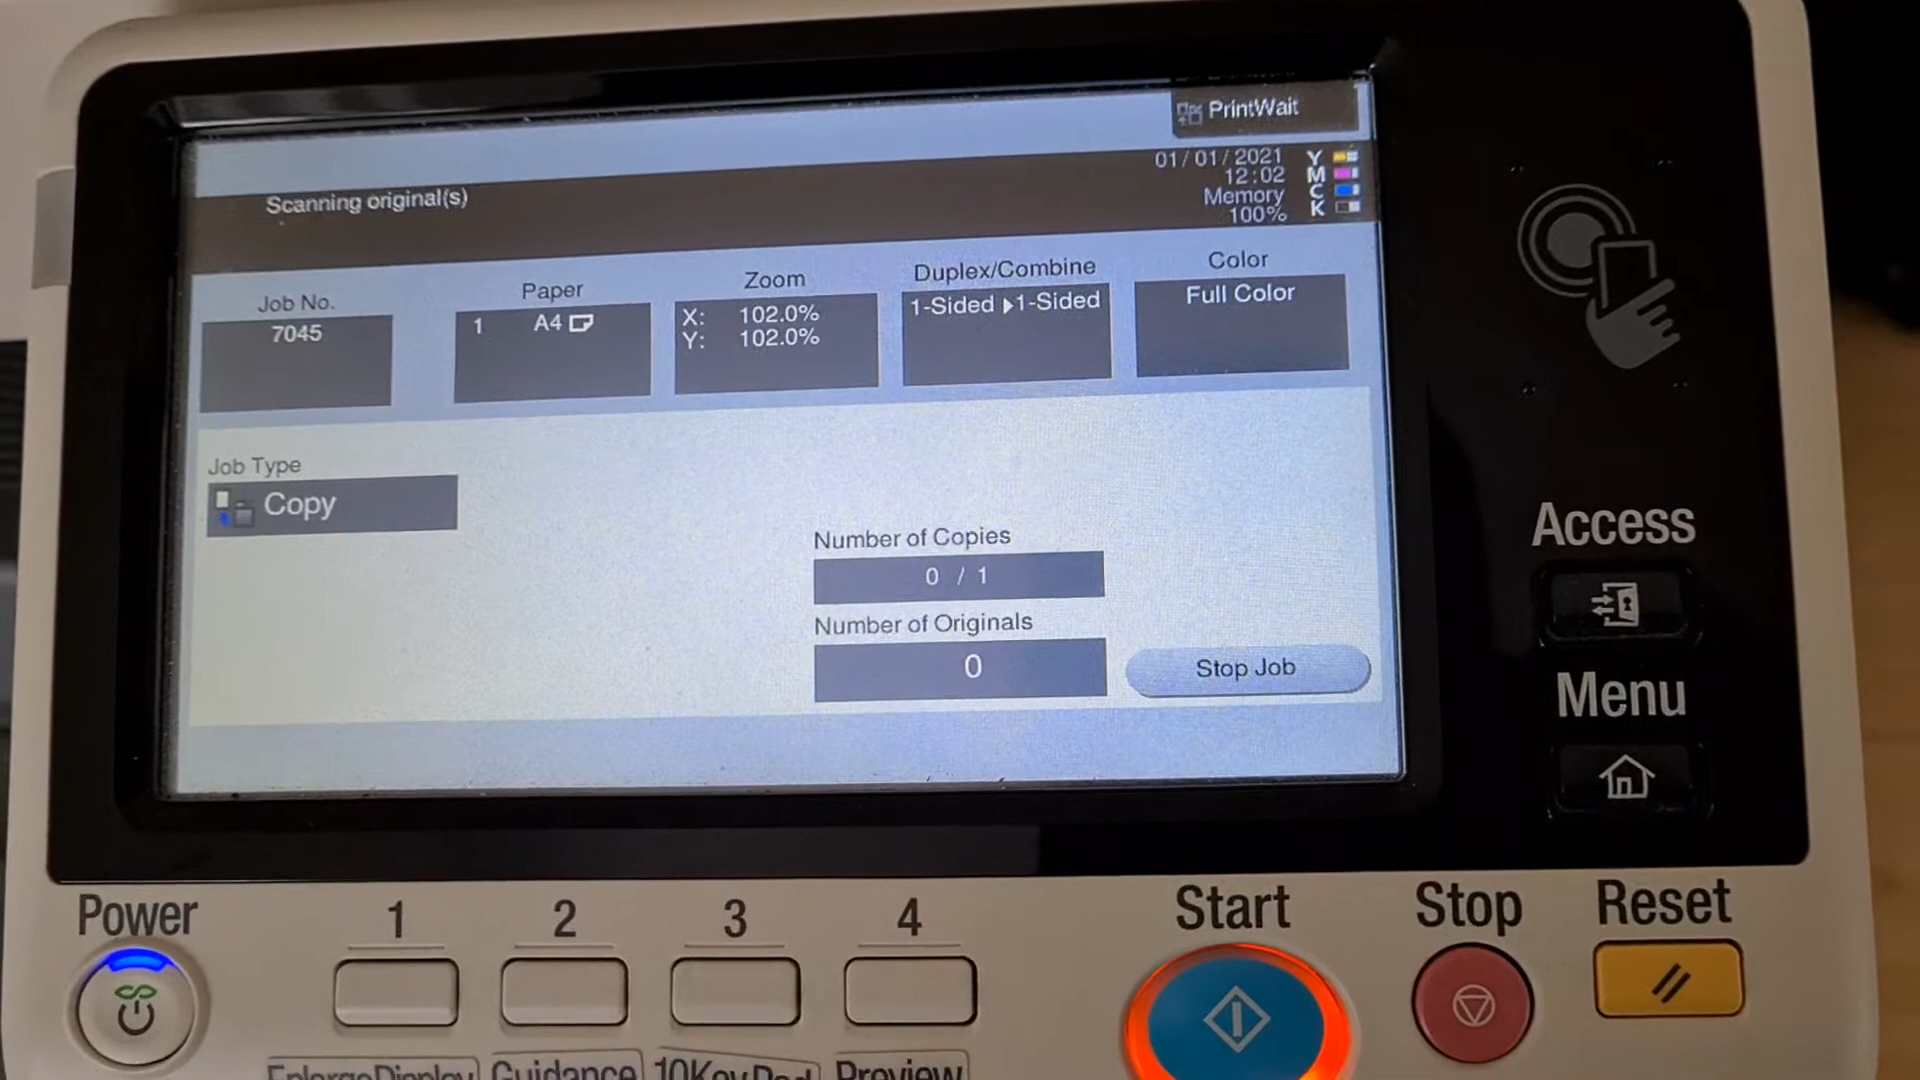 PrintWait
Scanning original(s)
01/01/2021
12:02
Memory
100%
Y
M
C
K
Job No.
7045
Paper
1 A4
Zoom
X: 102.0%
Y: 102.0%
Duplex/Combine
1-Sided ▶1-Sided
Color
Full Color
Job Type
Copy
Number of Copies
0 / 1
Number of Originals
0
Stop Job
Access
Menu
Power
1
2
3
4
Start
Stop
Reset
EnlargeDisplay
Guidance
10KeyPad
Preview